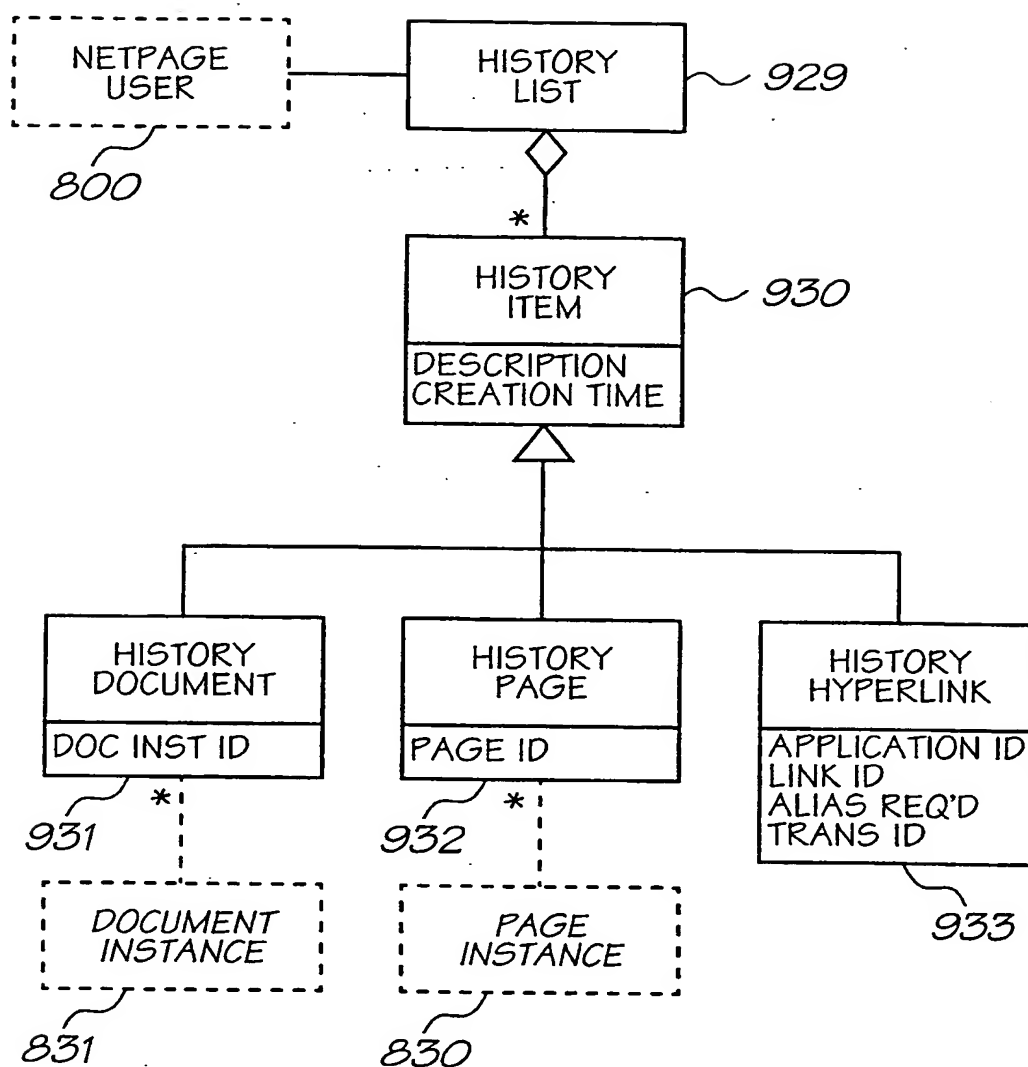 NETPAGE
USER
800
HISTORY
LIST
929
*
HISTORY
ITEM
930
DESCRIPTION
CREATION TIME
HISTORY
DOCUMENT
DOC INST ID
931
*
HISTORY
PAGE
PAGE ID
932
*
HISTORY
HYPERLINK
APPLICATION ID
LINK ID
ALIAS REQ'D
TRANS ID
933
DOCUMENT
INSTANCE
831
PAGE
INSTANCE
830